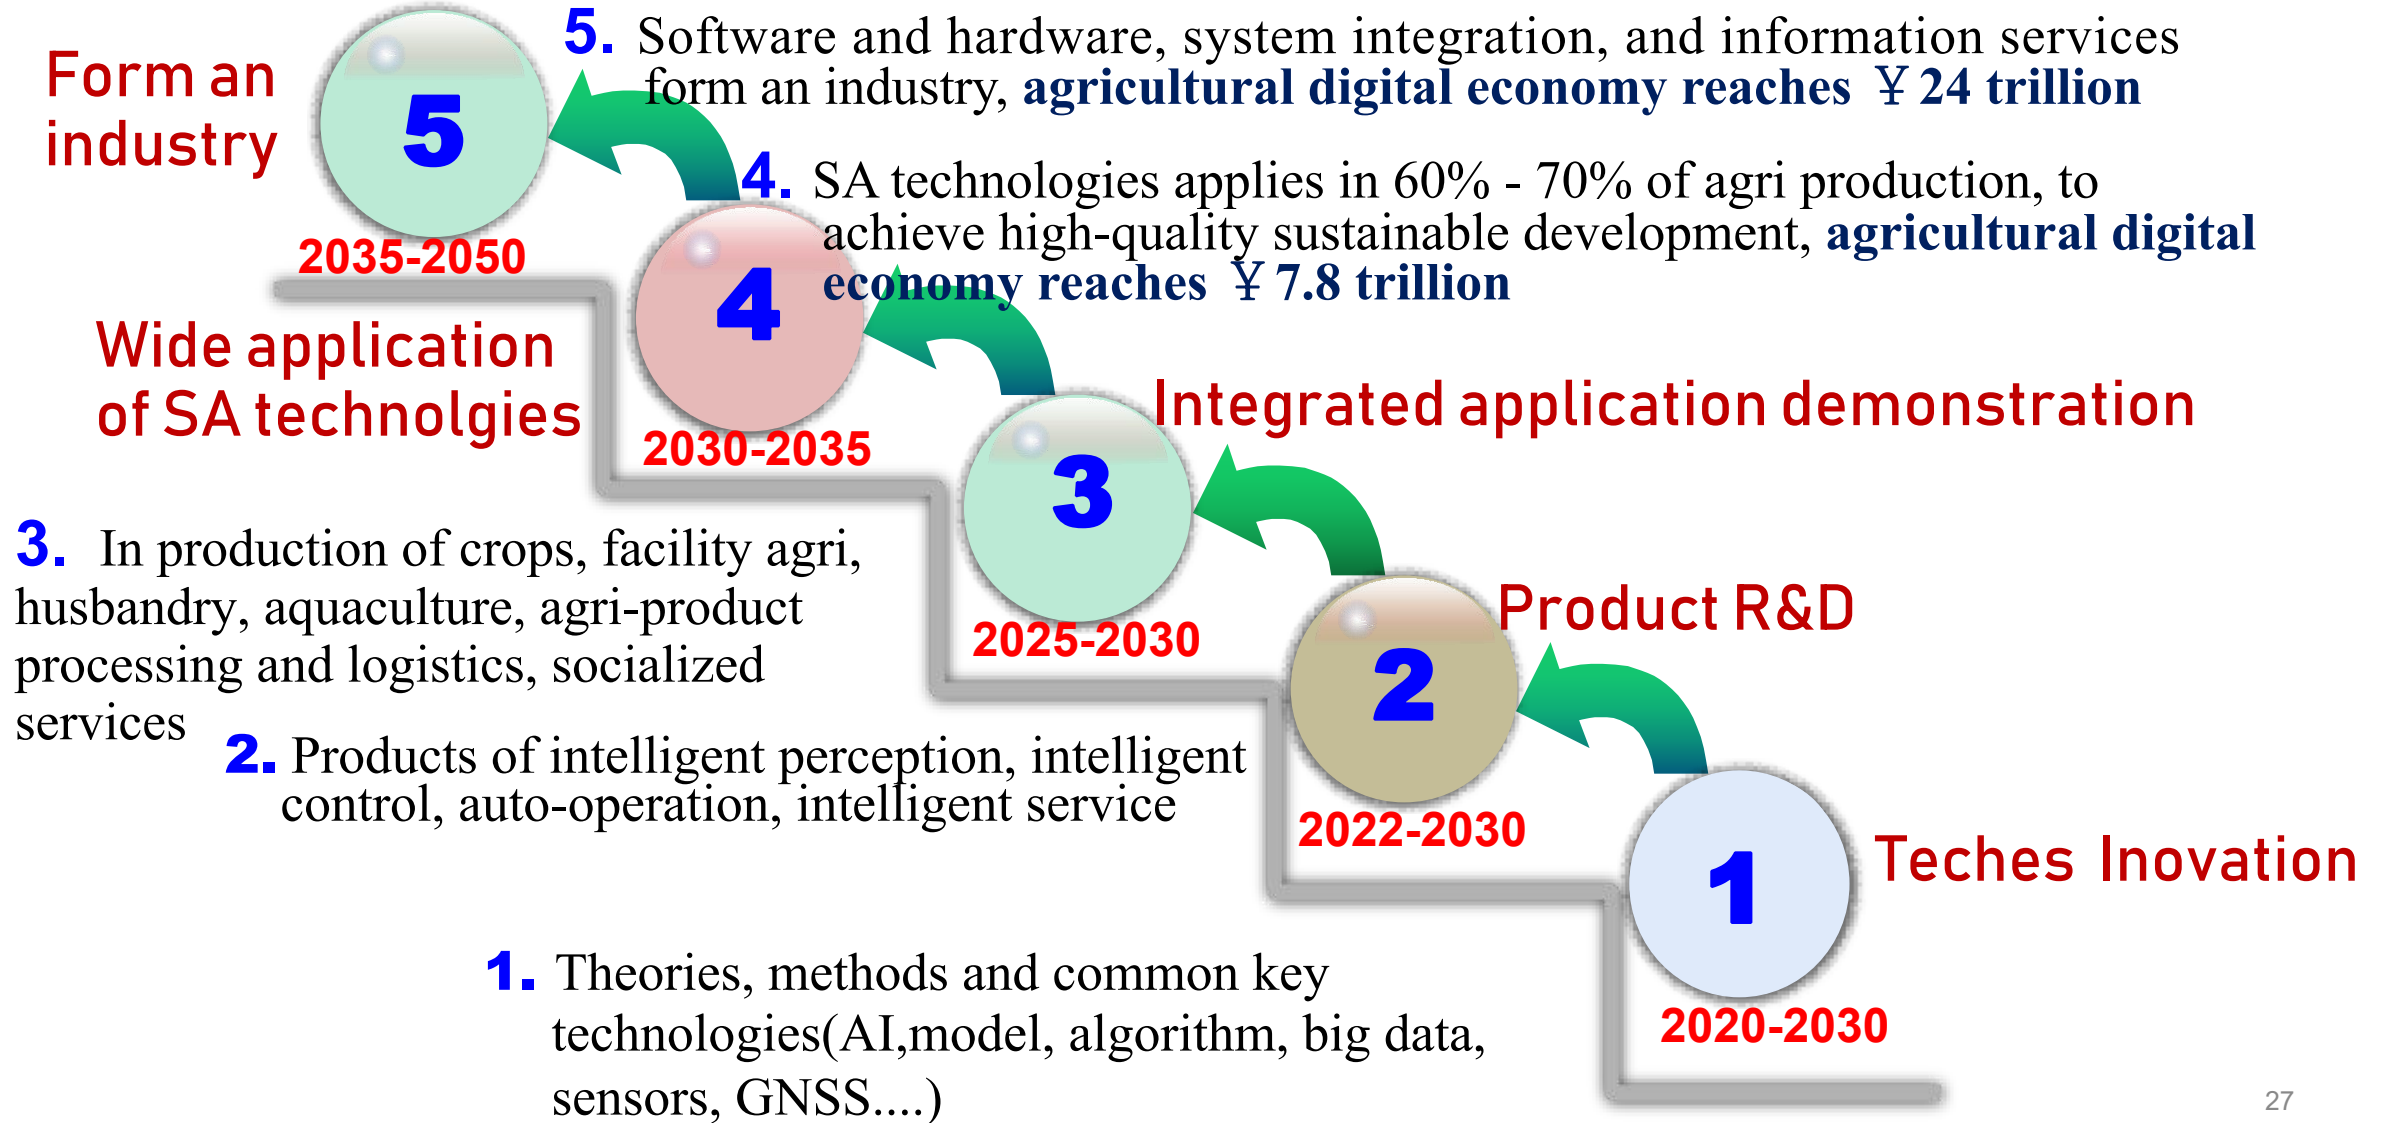 Form an
industry
5
2035-2050
5. Software and hardware, system integration, and information services
form an industry, agricultural digital economy reaches ￥24 trillion
4. SA technologies applies in 60% - 70% of agri production, to
achieve high-quality sustainable development, agricultural digital
economy reaches ￥7.8 trillion
4
2030-2035
Wide application
of SA technolgies
Integrated application demonstration
3
2025-2030
3. In production of crops, facility agri,
husbandry, aquaculture, agri-product
processing and logistics, socialized
services
Product R&D
2
2022-2030
2. Products of intelligent perception, intelligent
control, auto-operation, intelligent service
Teches Inovation
1
2020-2030
1. Theories, methods and common key
technologies(AI,model, algorithm, big data,
sensors, GNSS....)
27